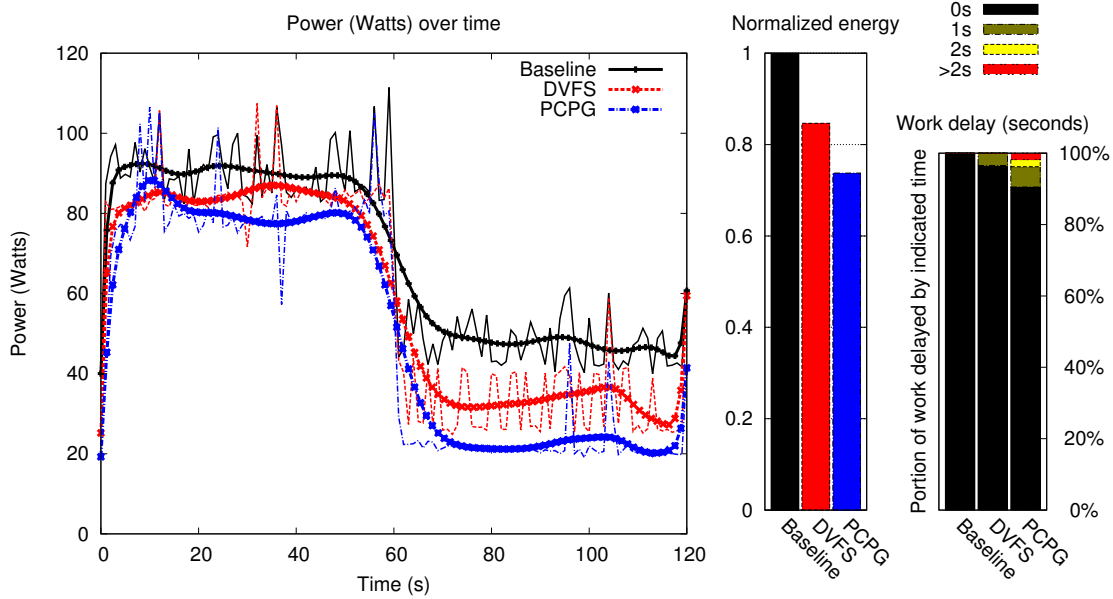 Power (Watts) over time
120
100
80
60
40
20
0
Power (Watts)
0
20
40
60
80
100
120
Time (s)
Baseline
DVFS
PCPG
Normalized energy
1
0.8
0.6
0.4
0.2
0
Baseline
DVFS
PCPG
0s
1s
2s
>2s
Work delay (seconds)
Portion of work delayed by indicated time
100%
80%
60%
40%
20%
0%
Baseline
DVFS
PCPG